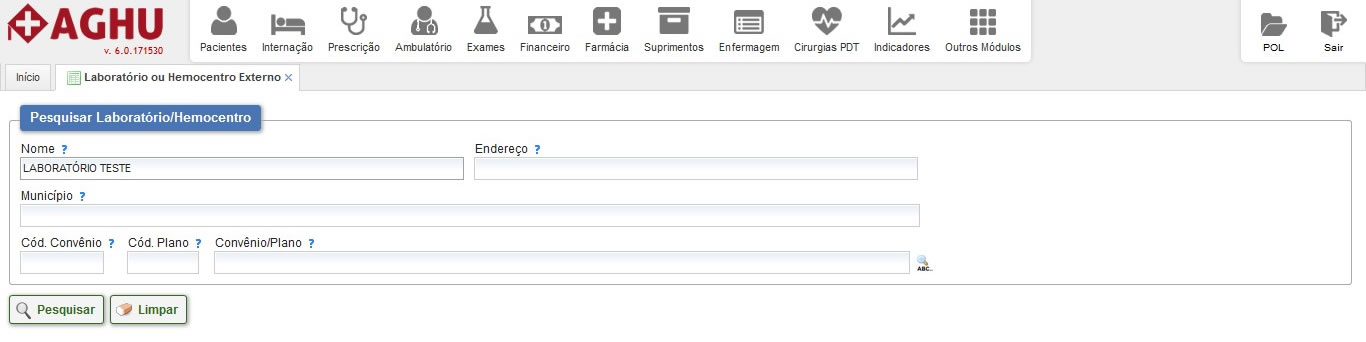 AGHU
v. 6.0.171530
Pacientes Internação Prescrição Ambulatório Exames Financeiro Farmácia Suprimentos Enfermagem Cirurgias PDT Indicadores Outros Módulos POL Sair
Início Laboratório ou Hemocentro Externo
Pesquisar Laboratório/Hemocentro
Nome ? Endereço ?
LABORATÓRIO TESTE
Município ?
Cód. Convênio ? Cód. Plano ? Convênio/Plano ?
ABC..
Pesquisar Limpar